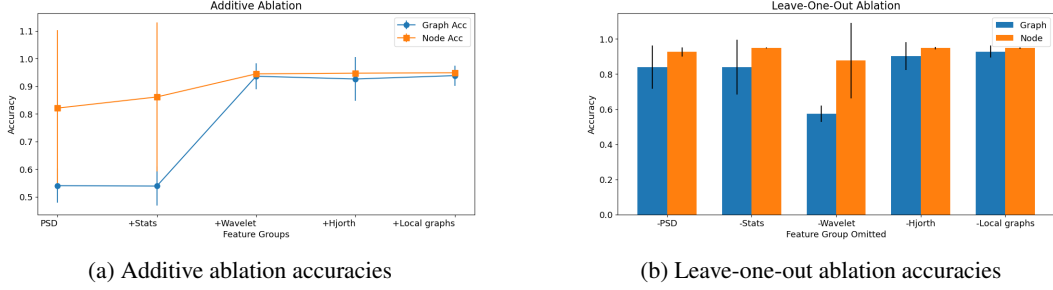 Additive Ablation
Graph Acc
Node Acc
1.1
1.0
0.9
0.8
0.7
0.6
0.5
Accuracy
PSD
+Stats
+Wavelet
+Hjorth
+Local graphs
Feature Groups
(a) Additive ablation accuracies
Leave-One-Out Ablation
Graph
Node
1.0
0.8
0.6
0.4
0.2
0.0
Accuracy
-PSD
-Stats
-Wavelet
-Hjorth
-Local graphs
Feature Group Omitted
(b) Leave-one-out ablation accuracies